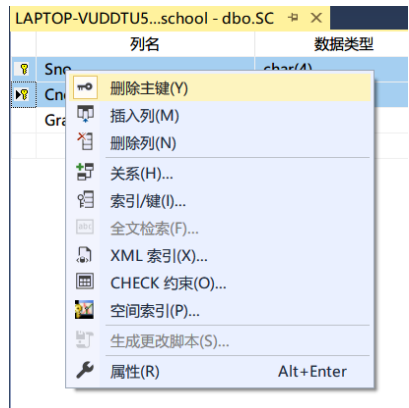 LAPTOP-VUDDTU5...school - dbo.SC
列名 数据类型
Sno char(4)
删除主键(Y)
插入列(M)
删除列(N)
关系(H)...
索引/键(I)...
abc 全文检索(F)...
XML 索引(X)...
CHECK 约束(O)...
空间索引(P)...
生成更改脚本(S)...
属性(R) Alt+Enter